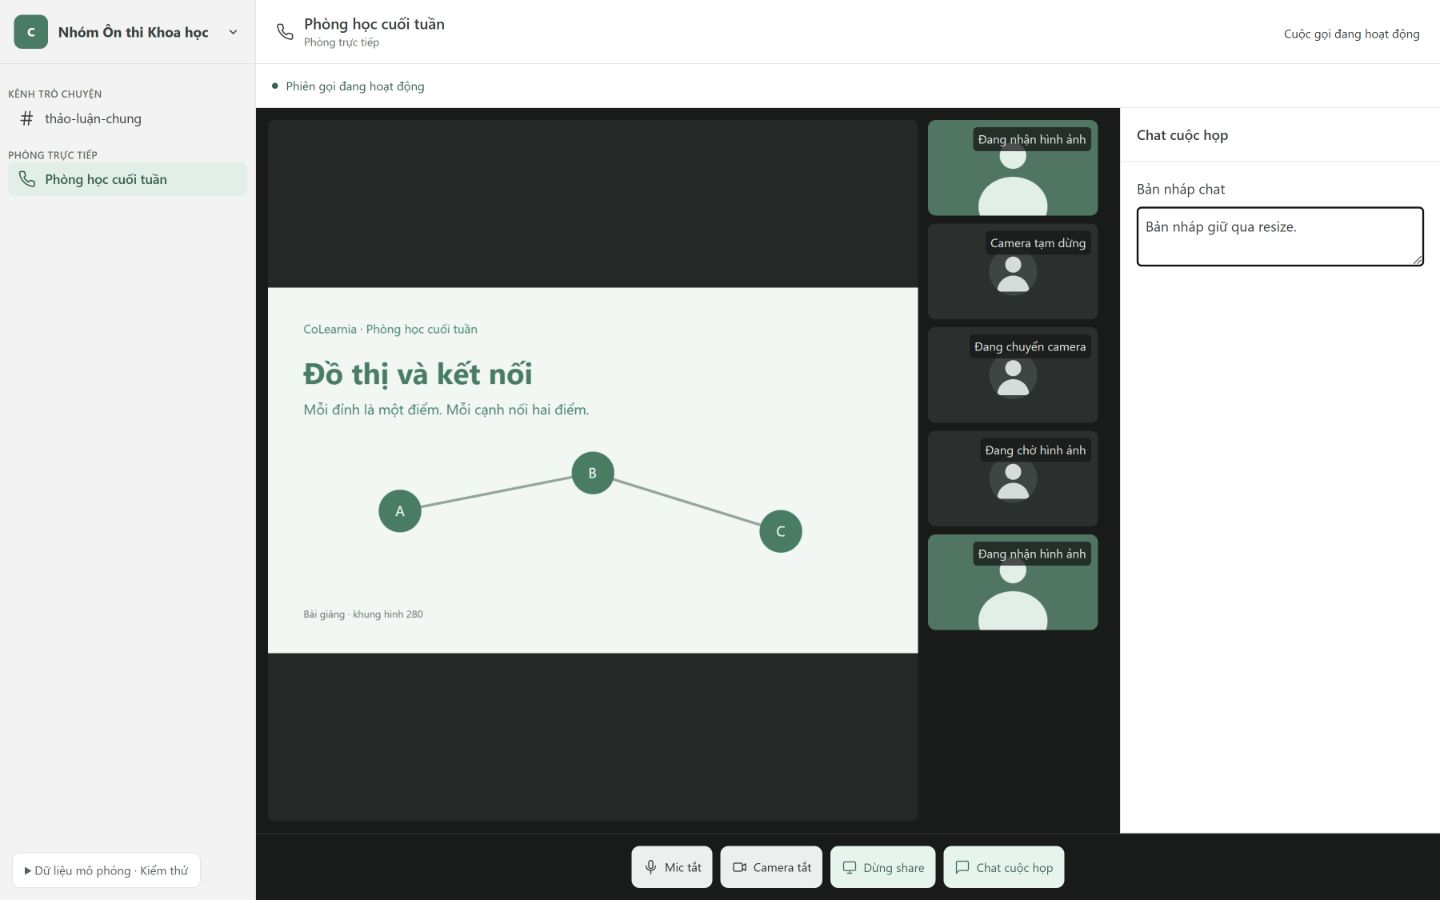 C
Nhóm Ôn thi Khoa học
KÊNH TRÒ CHUYỆN
# thảo-luận-chung
PHÒNG TRỰC TIẾP
Phòng học cuối tuần
Dữ liệu mô phỏng · Kiểm thử
Phòng học cuối tuần
Phòng trực tiếp
Cuộc gọi đang hoạt động
Phiên gọi đang hoạt động
CoLearnia · Phòng học cuối tuần
Đồ thị và kết nối
Mỗi đỉnh là một điểm. Mỗi cạnh nối hai điểm.
A
B
C
Bài giảng · khung hình 280
Đang nhận hình ảnh
Camera tạm dừng
Đang chuyển camera
Đang chờ hình ảnh
Đang nhận hình ảnh
Chat cuộc họp
Bản nháp chat
Bản nháp giữ qua resize.
Mic tắt
Camera tắt
Dừng share
Chat cuộc họp